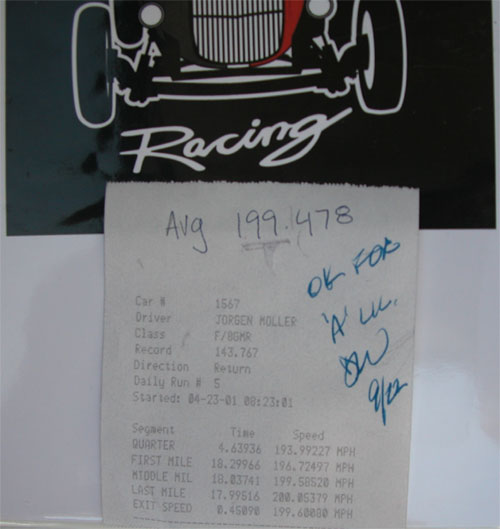 Racing
Avg 199.478
OK FOR
'A' LIC.
9/22
Car # 1567
Driver JORGEN MOLLER
Class F/BGMR
Record 143.767
Direction Return
Daily Run # 5
Started: 04-23-01 08:23:01
Segment Time Speed
QUARTER 4.63936 193.99227 MPH
FIRST MILE 18.29966 196.72497 MPH
MIDDLE MIL 18.03741 199.58520 MPH
LAST MILE 17.99516 200.05379 MPH
EXIT SPEED 0.45090 199.60080 MPH